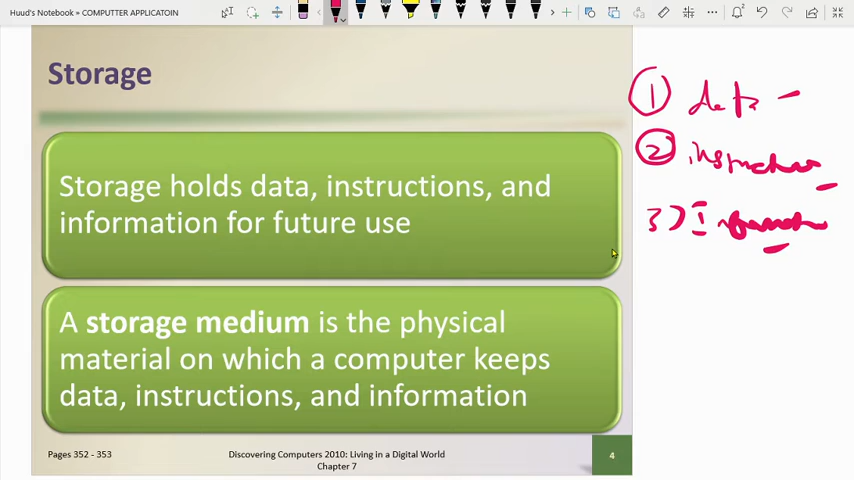 Huud's Notebook » COMPUTTER APPLICATOIN
Storage
Storage holds data, instructions, and
information for future use
A storage medium is the physical
material on which a computer keeps
data, instructions, and information
Pages 352 - 353
Discovering Computers 2010: Living in a Digital World
Chapter 7
4
1 data -
2 instructions
3) Information